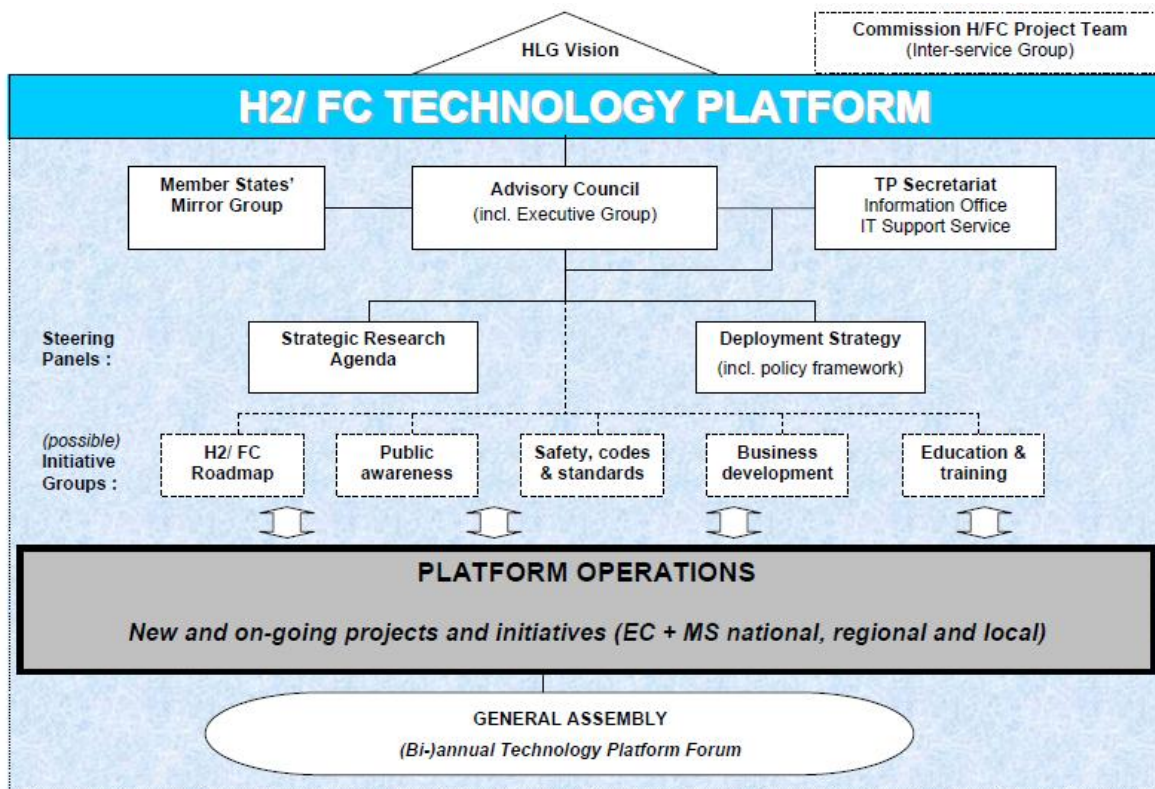 HLG Vision
Commission H/FC Project Team
(Inter-service Group)
H2/ FC TECHNOLOGY PLATFORM
Member States’
Mirror Group
Advisory Council
(incl. Executive Group)
TP Secretariat
Information Office
IT Support Service
Steering
Panels :
Strategic Research
Agenda
Deployment Strategy
(incl. policy framework)
(possible)
Initiative
Groups :
H2/ FC
Roadmap
Public
awareness
Safety, codes
& standards
Business
development
Education &
training
PLATFORM OPERATIONS
New and on-going projects and initiatives (EC + MS national, regional and local)
GENERAL ASSEMBLY
(Bi-)annual Technology Platform Forum